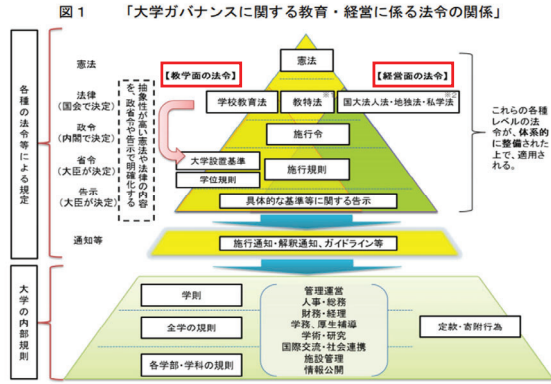 図1 「大学ガバナンスに関する教育・経営に係る法令の関係」
各種の法令等による規定
憲法
法律
(国会で決定)
政令
(内閣で決定)
省令
(大臣が決定)
告示
(大臣が決定)
通知等
抽象性が高い憲法や法律の内容
を、政省令や告示で明確化する
【教学面の法令】
【経営面の法令】
憲法
学校教育法
教特法
※1
国大法人法・地独法・私学法
※2
施行令
大学設置基準
学位規則
施行規則
具体的な基準等に関する告示
これらの各種
レベルの法
令が、体系的
に整備された
上で、適用さ
れる。
施行通知・解釈通知、ガイドライン等
大学の内部規則
学則
全学の規則
各学部・学科の規則
管理運営
人事・総務
財務・経理
学務、厚生補導
学術・研究
国際交流・社会連携
施設管理
情報公開
定款・寄附行為